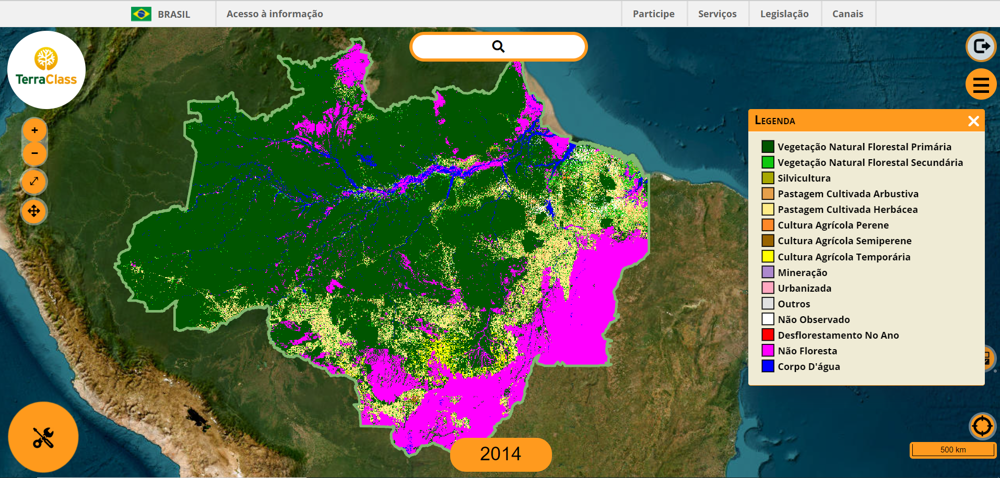 BRASIL
Acesso à informação
Participe
Serviços
Legislação
Canais
TerraClass
+
−
Legenda
Vegetação Natural Florestal Primária
Vegetação Natural Florestal Secundária
Silvicultura
Pastagem Cultivada Arbustiva
Pastagem Cultivada Herbácea
Cultura Agrícola Perene
Cultura Agrícola Semiperene
Cultura Agrícola Temporária
Mineração
Urbanizada
Outros
Não Observado
Desflorestamento No Ano
Não Floresta
Corpo D'água
2014
500 km